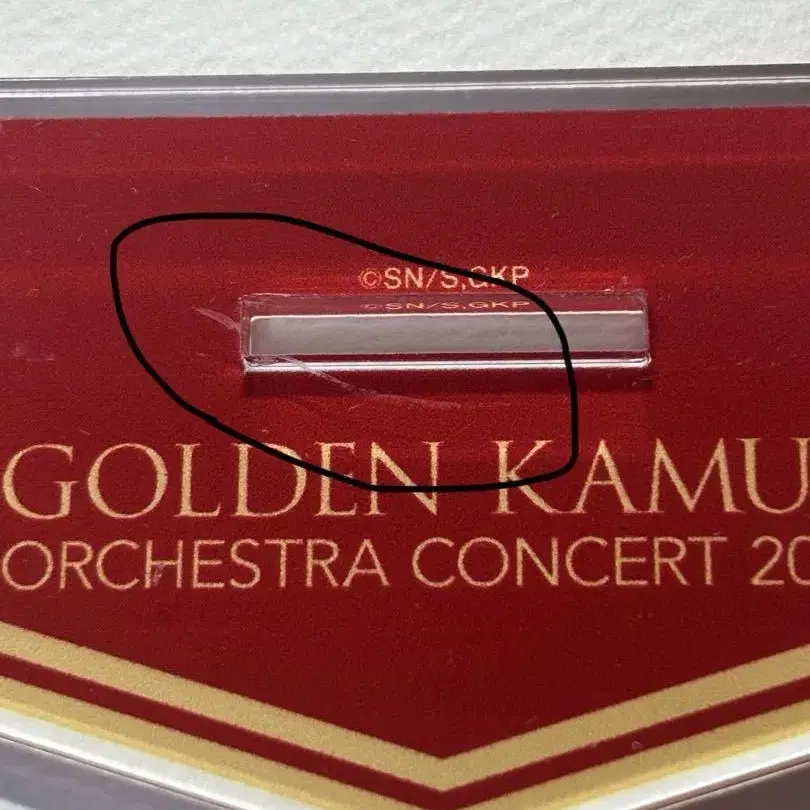 ©SN/S,GKP
©SN/S,GKP
GOLDEN KAMU
ORCHESTRA CONCERT 20